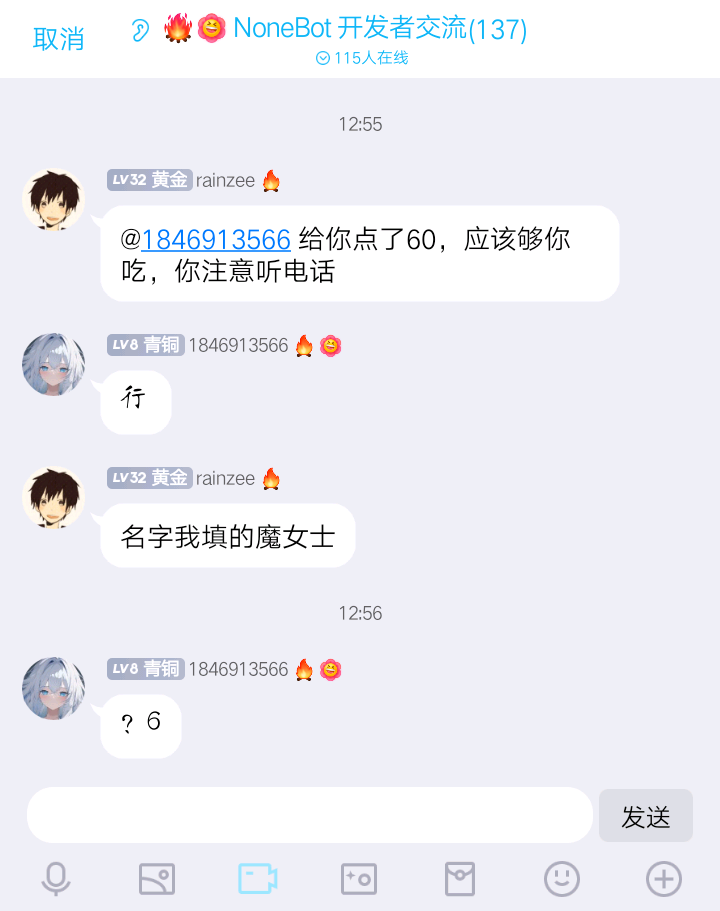 取消
NoneBot 开发者交流(137)
115人在线
12:55
LV32 黄金 rainzee
@1846913566 给你点了60，应该够你
吃，你注意听电话
LV8 青铜 1846913566
行
LV32 黄金 rainzee
名字我填的魔女士
12:56
LV8 青铜 1846913566
？6
发送